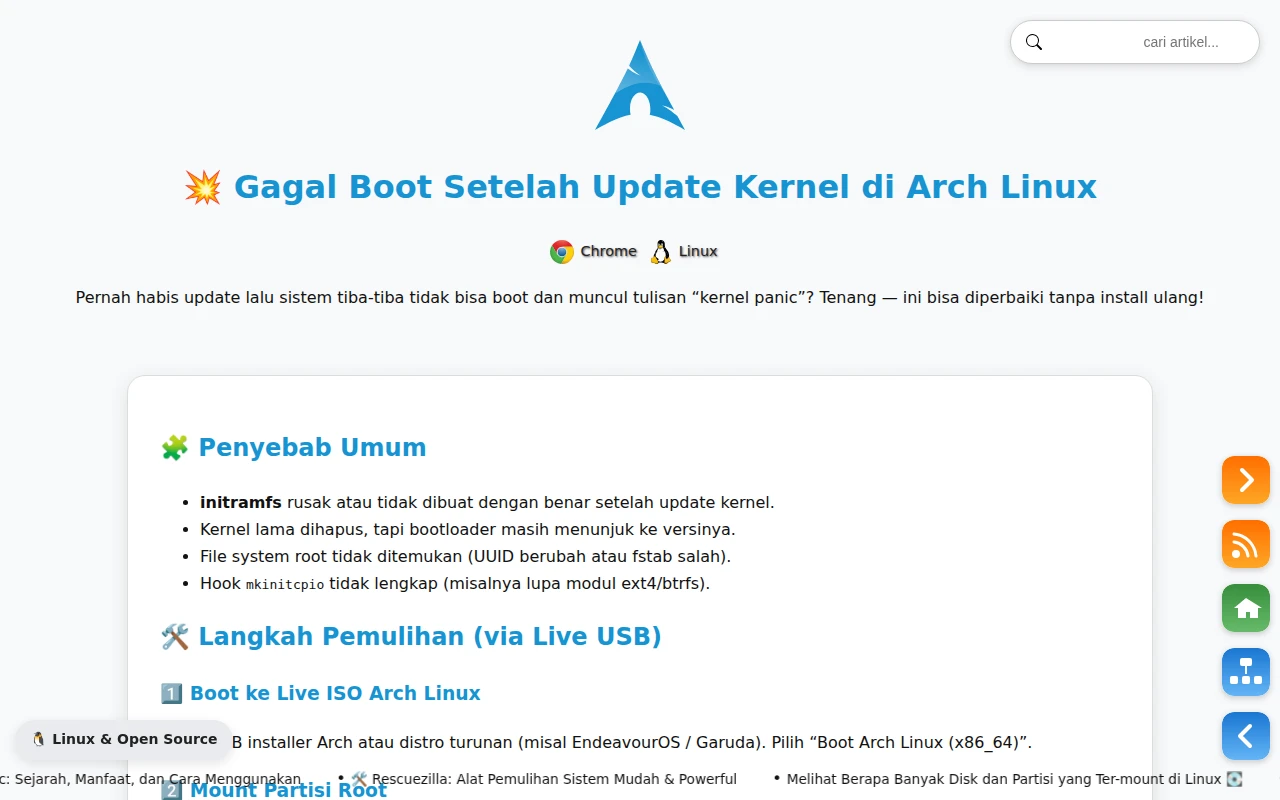 cari artikel...
💥 Gagal Boot Setelah Update Kernel di Arch Linux
Chrome Linux
Pernah habis update lalu sistem tiba-tiba tidak bisa boot dan muncul tulisan “kernel panic”? Tenang — ini bisa diperbaiki tanpa install ulang!
🧩 Penyebab Umum
• initramfs rusak atau tidak dibuat dengan benar setelah update kernel.
• Kernel lama dihapus, tapi bootloader masih menunjuk ke versinya.
• File system root tidak ditemukan (UUID berubah atau fstab salah).
• Hook mkinitcpio tidak lengkap (misalnya lupa modul ext4/btrfs).
🛠️ Langkah Pemulihan (via Live USB)
1️⃣ Boot ke Live ISO Arch Linux
🐧 Linux & Open Source
B installer Arch atau distro turunan (misal EndeavourOS / Garuda). Pilih “Boot Arch Linux (x86_64)”.
c: Sejarah, Manfaat, dan Cara Menggunakan • 🛠️ Rescuezilla: Alat Pemulihan Sistem Mudah & Powerful • Melihat Berapa Banyak Disk dan Partisi yang Ter-mount di Linux 💽
2️⃣ Mount Partisi Root